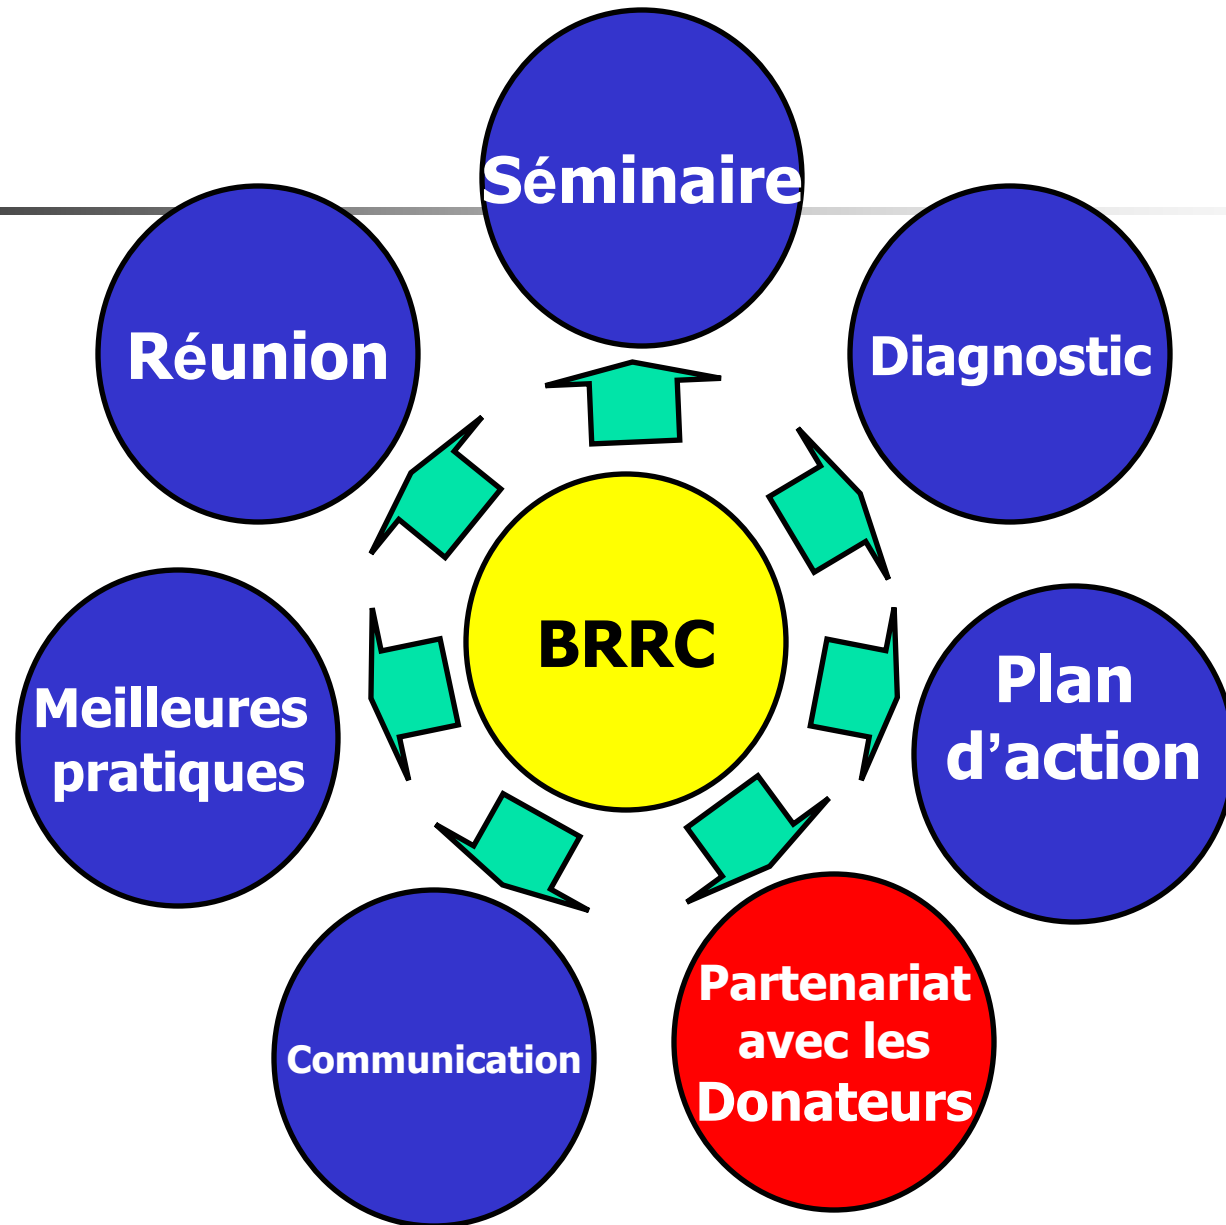 Séminaire
Réunion
Diagnostic
BRRC
Plan
d’action
Meilleures
pratiques
Partenariat
avec les
Donateurs
Communication